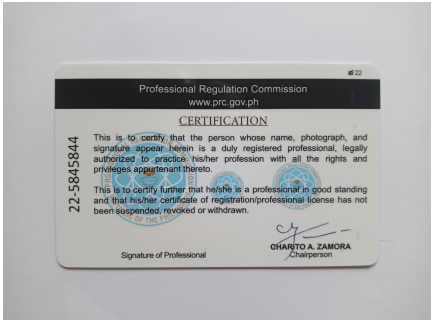 22
Professional Regulation Commission
www.prc.gov.ph
CERTIFICATION
This is to certify that the person whose name, photograph, and
signature appear herein is a duly registered professional, legally
authorized to practice his/her profession with all the rights and
privileges appurtenant thereto.
This is to certify further that he/she is a professional in good standing
and that his/her certificate of registration/professional license has not
been suspended, revoked or withdrawn.
22-5845844
CHARITO A. ZAMORA
Signature of Professional
Chairperson